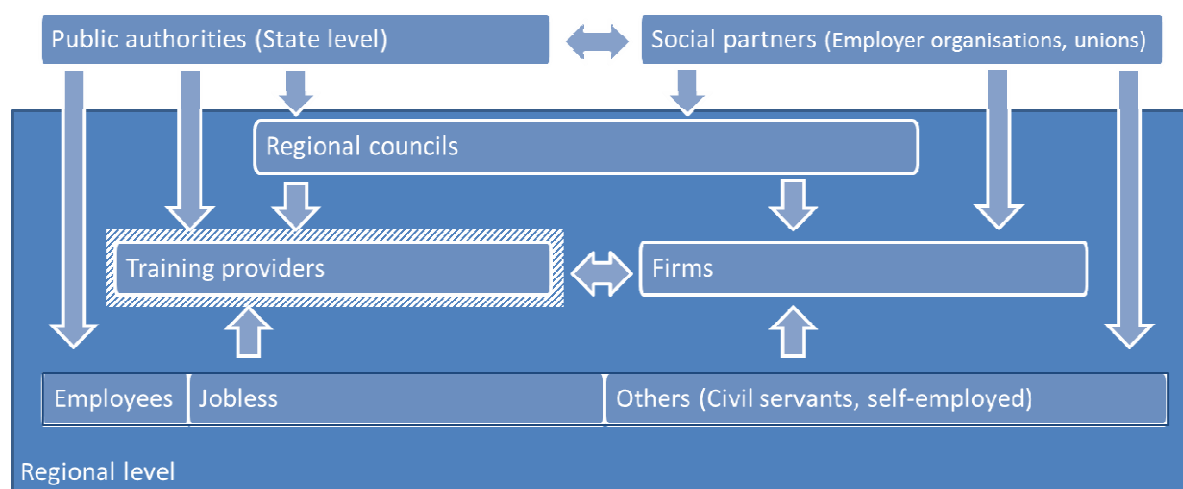 Public authorities (State level)
Social partners (Employer organisations, unions)
Regional councils
Training providers
Firms
Employees
Jobless
Others (Civil servants, self-employed)
Regional level